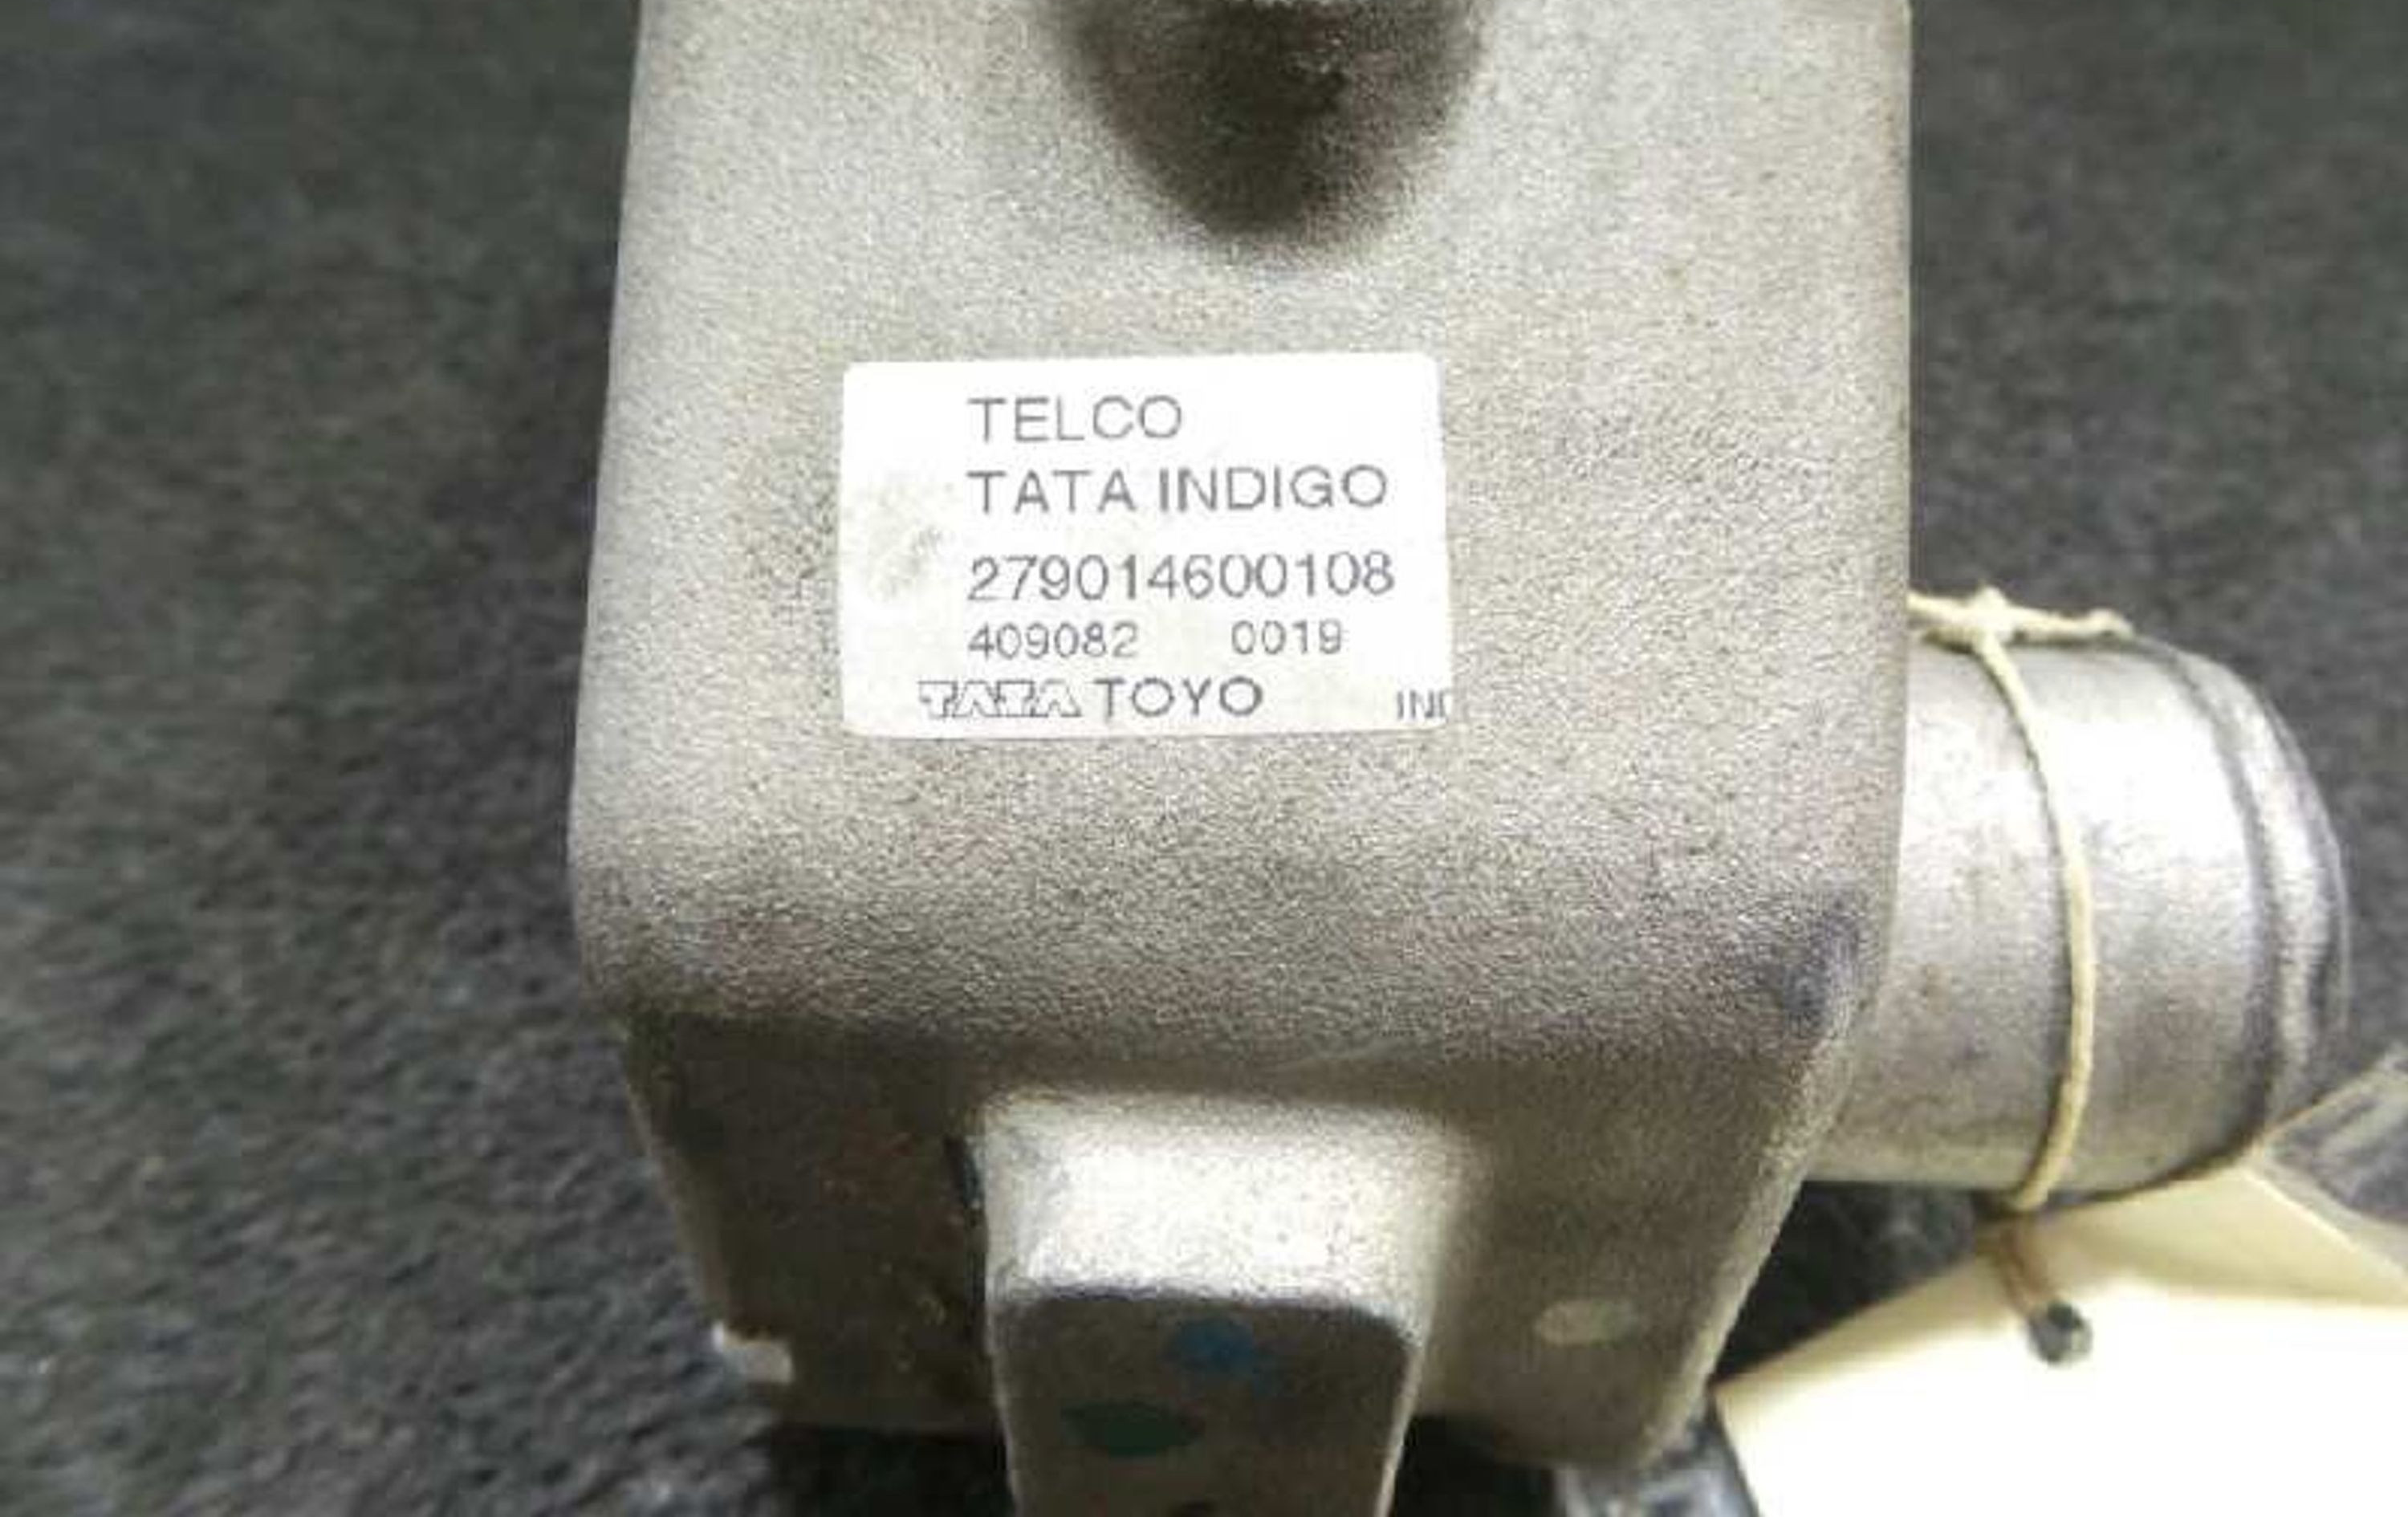 TELCO
TATA INDIGO
279014600108
409082 0019
TATA TOYO